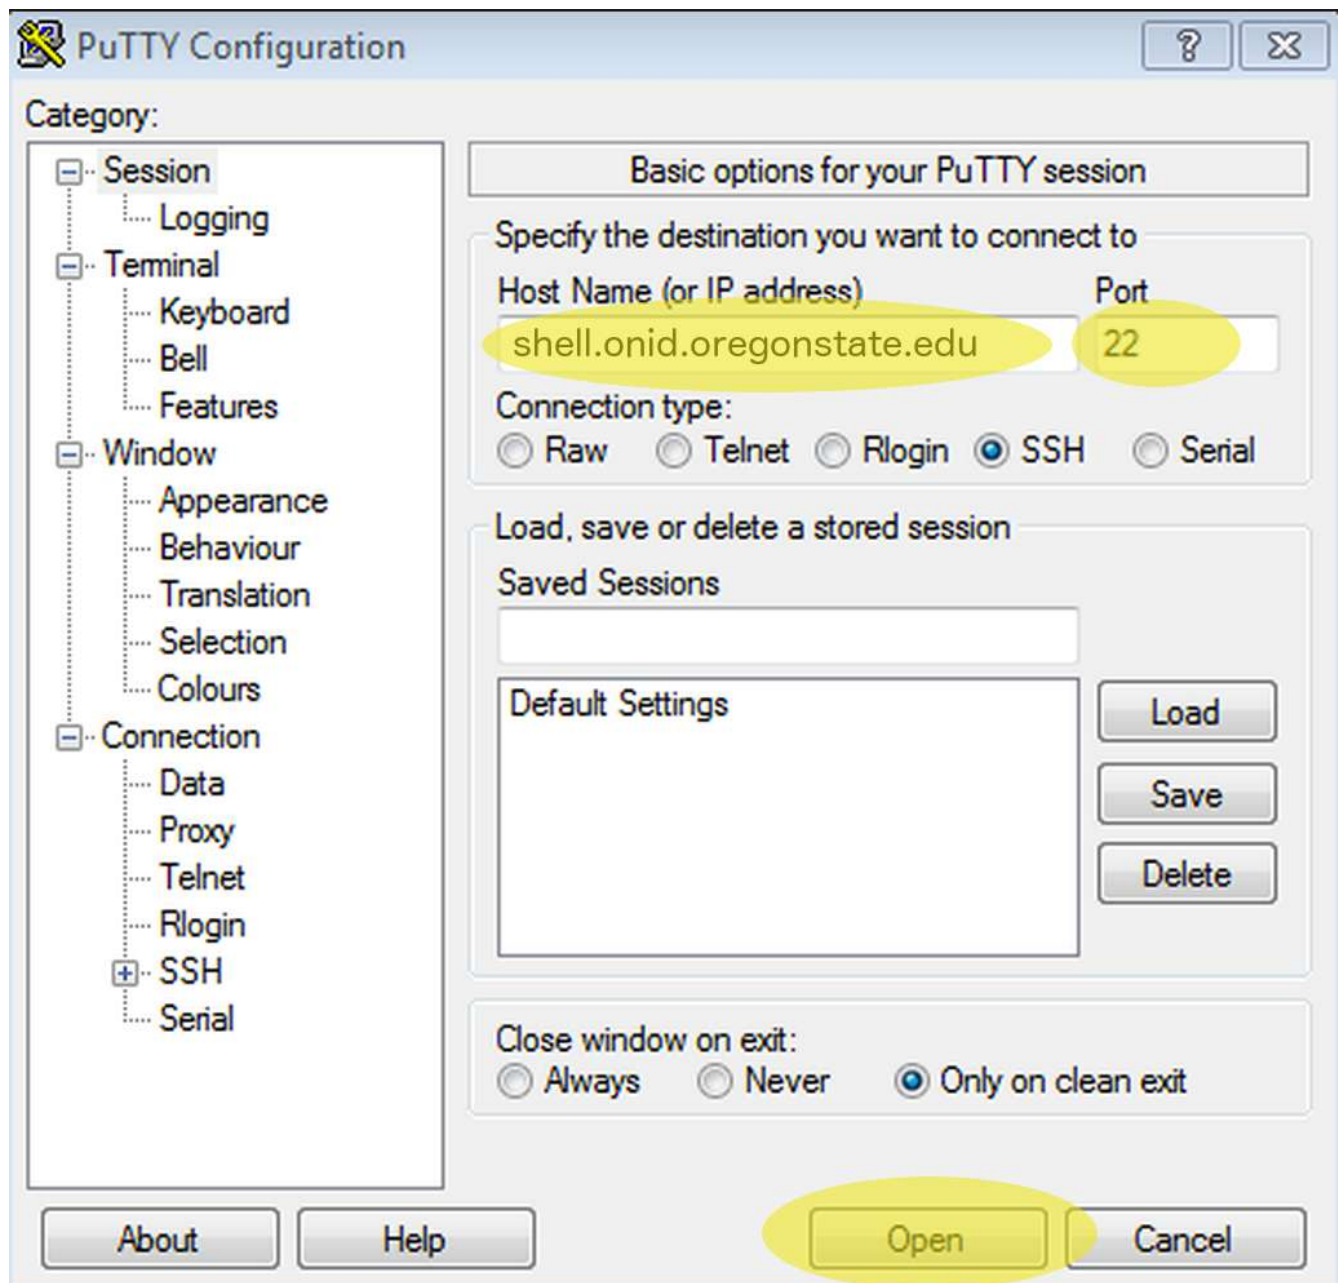 PuTTY Configuration
Category:
Session
Logging
Terminal
Keyboard
Bell
Features
Window
Appearance
Behaviour
Translation
Selection
Colours
Connection
Data
Proxy
Telnet
Rlogin
SSH
Serial
Basic options for your PuTTY session
Specify the destination you want to connect to
Host Name (or IP address) Port
shell.onid.oregonstate.edu 22
Connection type:
Raw Telnet Rlogin SSH Serial
Load, save or delete a stored session
Saved Sessions
Default Settings
Load
Save
Delete
Close window on exit:
Always Never Only on clean exit
About Help Open Cancel